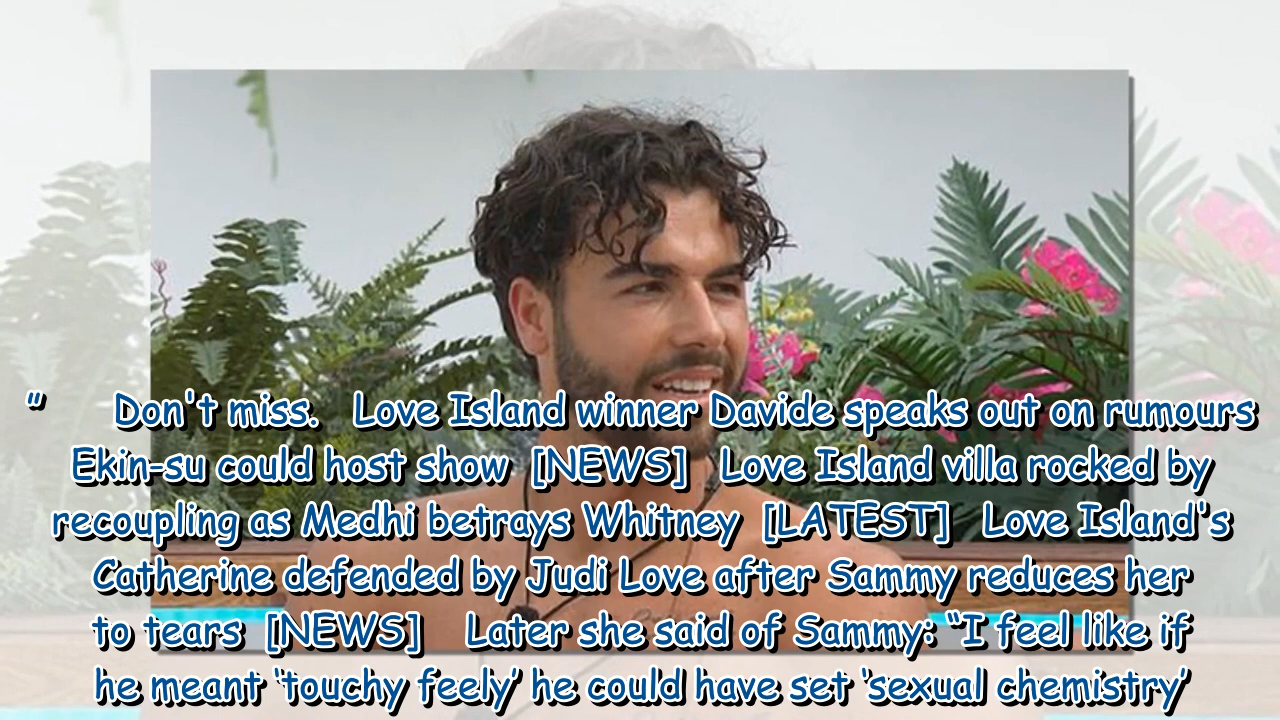 ” Don't miss. Love Island winner Davide speaks out on rumours
Ekin-su could host show [NEWS] Love Island villa rocked by
recoupling as Medhi betrays Whitney [LATEST] Love Island's
Catherine defended by Judi Love after Sammy reduces her
to tears [NEWS] Later she said of Sammy: “I feel like if
he meant ‘touchy feely’ he could have set ‘sexual chemistry’